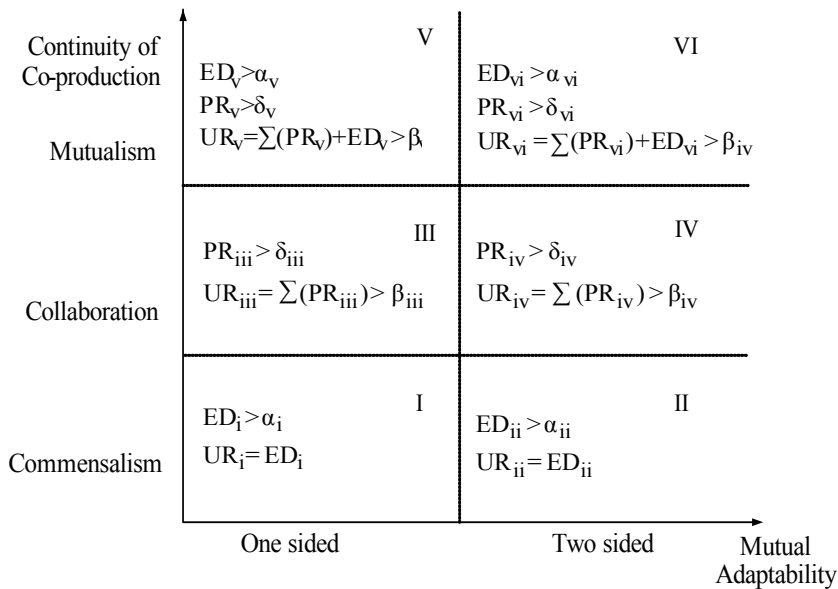 Continuity of
Co-production
V
ED_v>α_v
PR_v>δ_v
UR_v=∑(PR_v)+ED_v>β
VI
ED_vi>α_vi
PR_vi>δ_vi
UR_vi=∑(PR_vi)+ED_vi>β_iv
Mutualism
III
PR_iii>δ_iii
UR_iii=∑(PR_iii)>β_iii
IV
PR_iv>δ_iv
UR_iv=∑(PR_iv)>β_iv
Collaboration
I
ED_i>α_i
UR_i=ED_i
II
ED_ii>α_ii
UR_ii=ED_ii
Commensalism
One sided
Two sided
Mutual
Adaptability